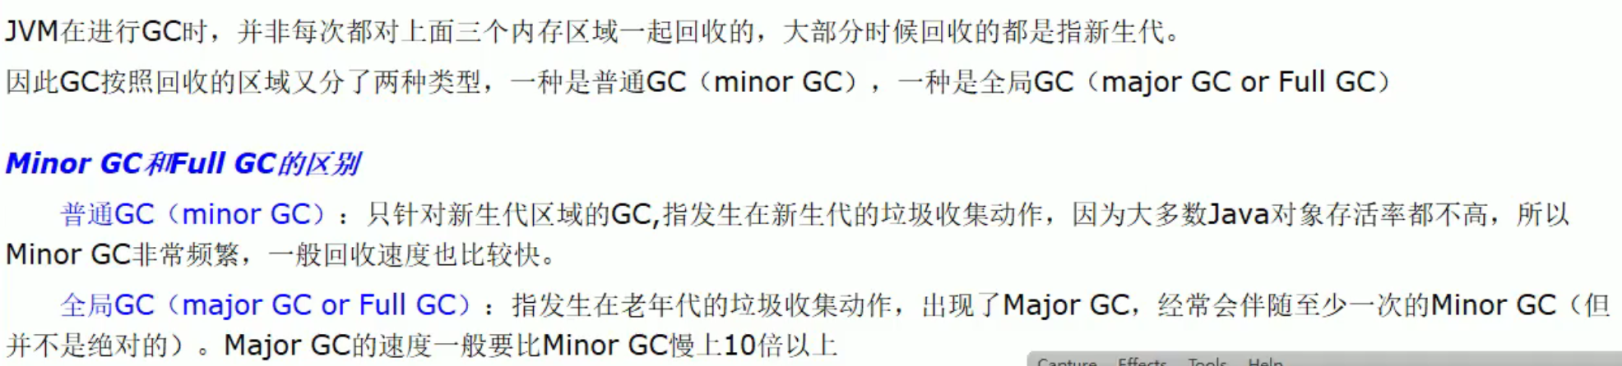 JVM在进行GC时，并非每次都对上面三个内存区域一起回收的，大部分时候回收的都是指新生代。
因此GC按照回收的区域又分了两种类型，一种是普通GC（minor GC），一种是全局GC（major GC or Full GC）
Minor GC和Full GC的区别
普通GC（minor GC）：只针对新生代区域的GC,指发生在新生代的垃圾收集动作，因为大多数Java对象存活率都不高，所以
Minor GC非常频繁，一般回收速度也比较快。
全局GC（major GC or Full GC）：指发生在老年代的垃圾收集动作，出现了Major GC，经常会伴随至少一次的Minor GC（但
并不是绝对的）。Major GC的速度一般要比Minor GC慢上10倍以上
Capture Effects Tools Help